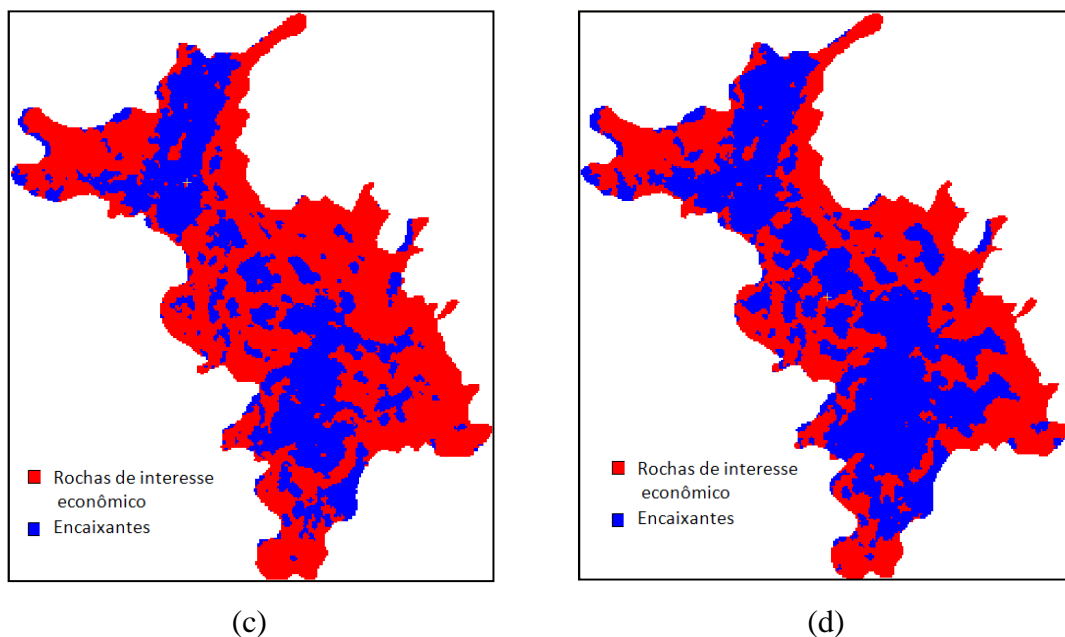 Rochas de interesse
econômico
Encaixantes
Rochas de interesse
econômico
Encaixantes
(c)
(d)